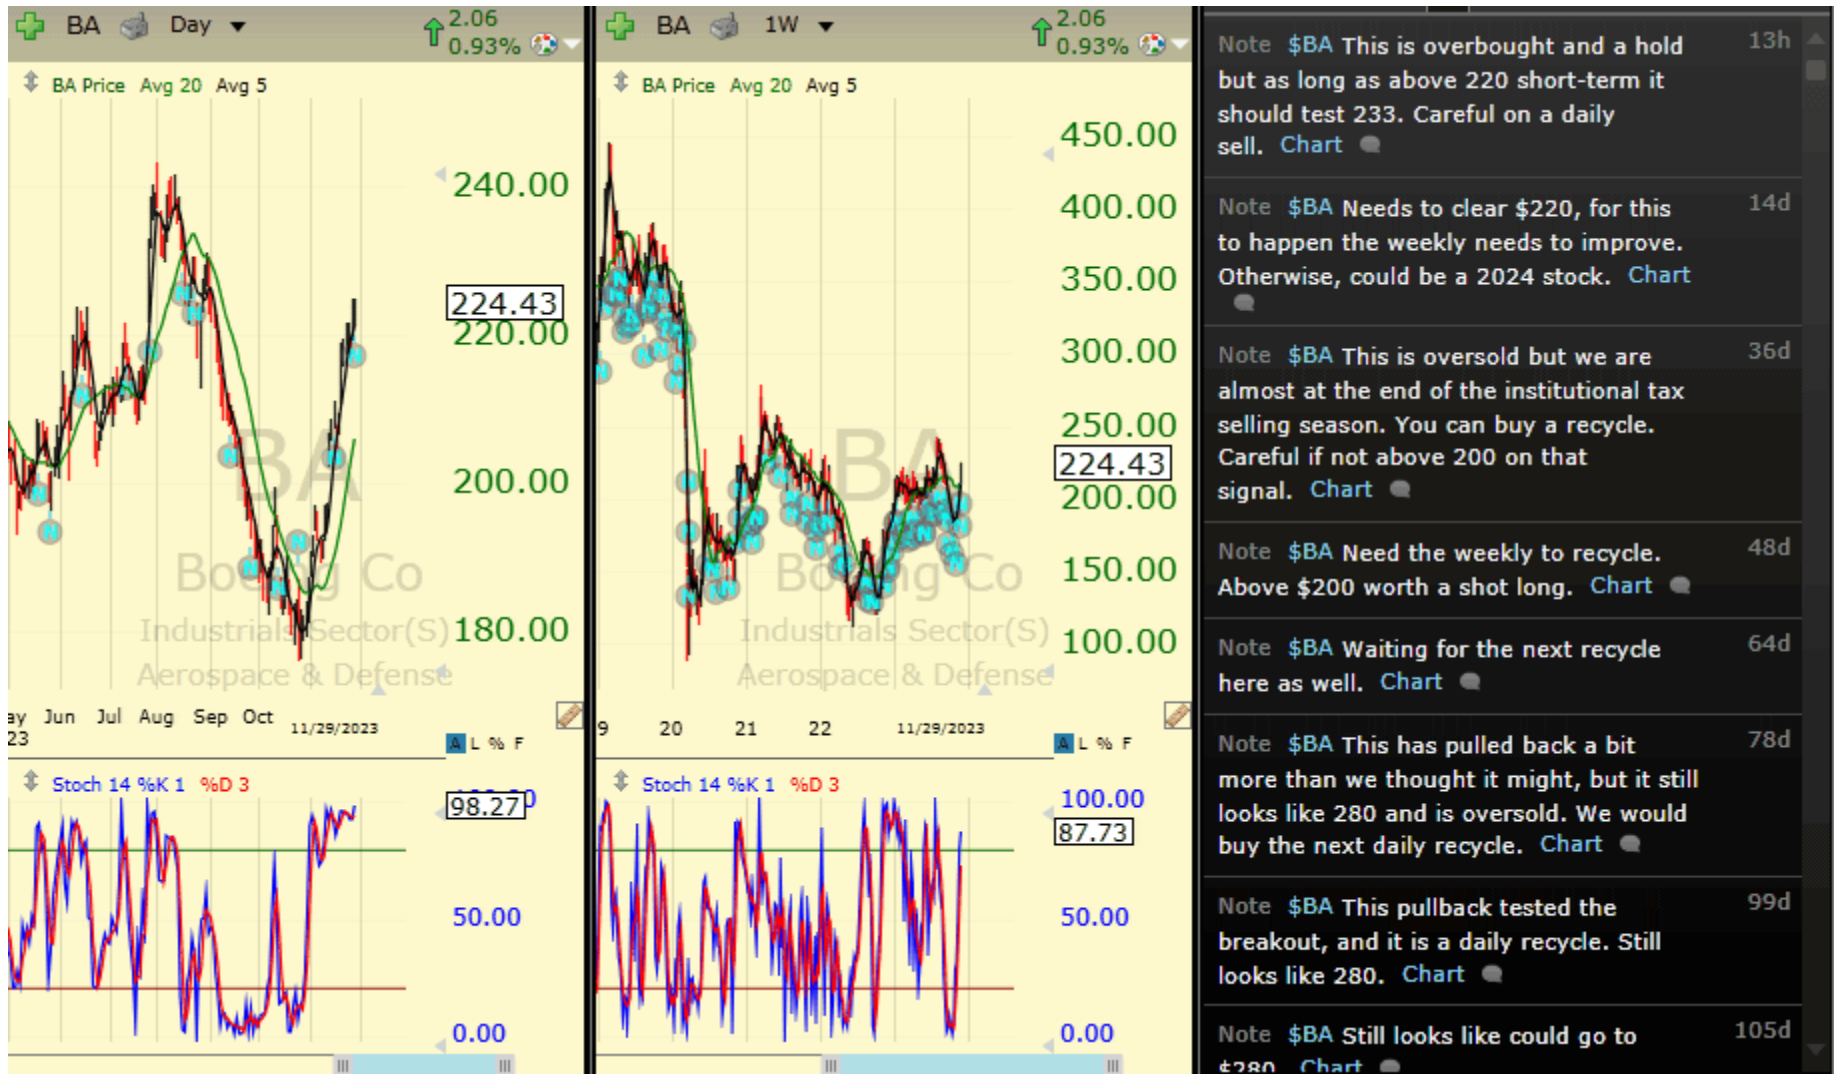 BA Day
2.06
0.93%
BA Price Avg 20 Avg 5
240.00
224.43
220.00
200.00
180.00
BA
Boeing Co
Industrials Sector(S)
Aerospace & Defense
ay Jun Jul Aug Sep Oct 11/29/2023
23
A L % F
Stoch 14 %K 1 %D 3
98.27
50.00
0.00
BA 1W
2.06
0.93%
BA Price Avg 20 Avg 5
450.00
400.00
350.00
300.00
250.00
224.43
200.00
150.00
100.00
BA
Boeing Co
Industrials Sector(S)
Aerospace & Defense
9 20 21 22 11/29/2023
A L % F
Stoch 14 %K 1 %D 3
100.00
87.73
50.00
0.00
Note $BA This is overbought and a hold 13h
but as long as above 220 short-term it
should test 233. Careful on a daily
sell. Chart
Note $BA Needs to clear $220, for this 14d
to happen the weekly needs to improve.
Otherwise, could be a 2024 stock. Chart
Note $BA This is oversold but we are 36d
almost at the end of the institutional tax
selling season. You can buy a recycle.
Careful if not above 200 on that
signal. Chart
Note $BA Need the weekly to recycle. 48d
Above $200 worth a shot long. Chart
Note $BA Waiting for the next recycle 64d
here as well. Chart
Note $BA This has pulled back a bit 78d
more than we thought it might, but it still
looks like 280 and is oversold. We would
buy the next daily recycle. Chart
Note $BA This pullback tested the 99d
breakout, and it is a daily recycle. Still
looks like 280. Chart
Note $BA Still looks like could go to 105d
$280. Chart